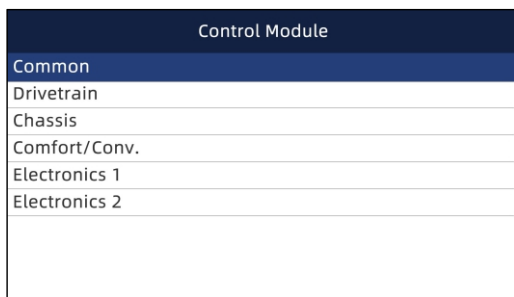 Control Module
Common
Drivetrain
Chassis
Comfort/Conv.
Electronics 1
Electronics 2